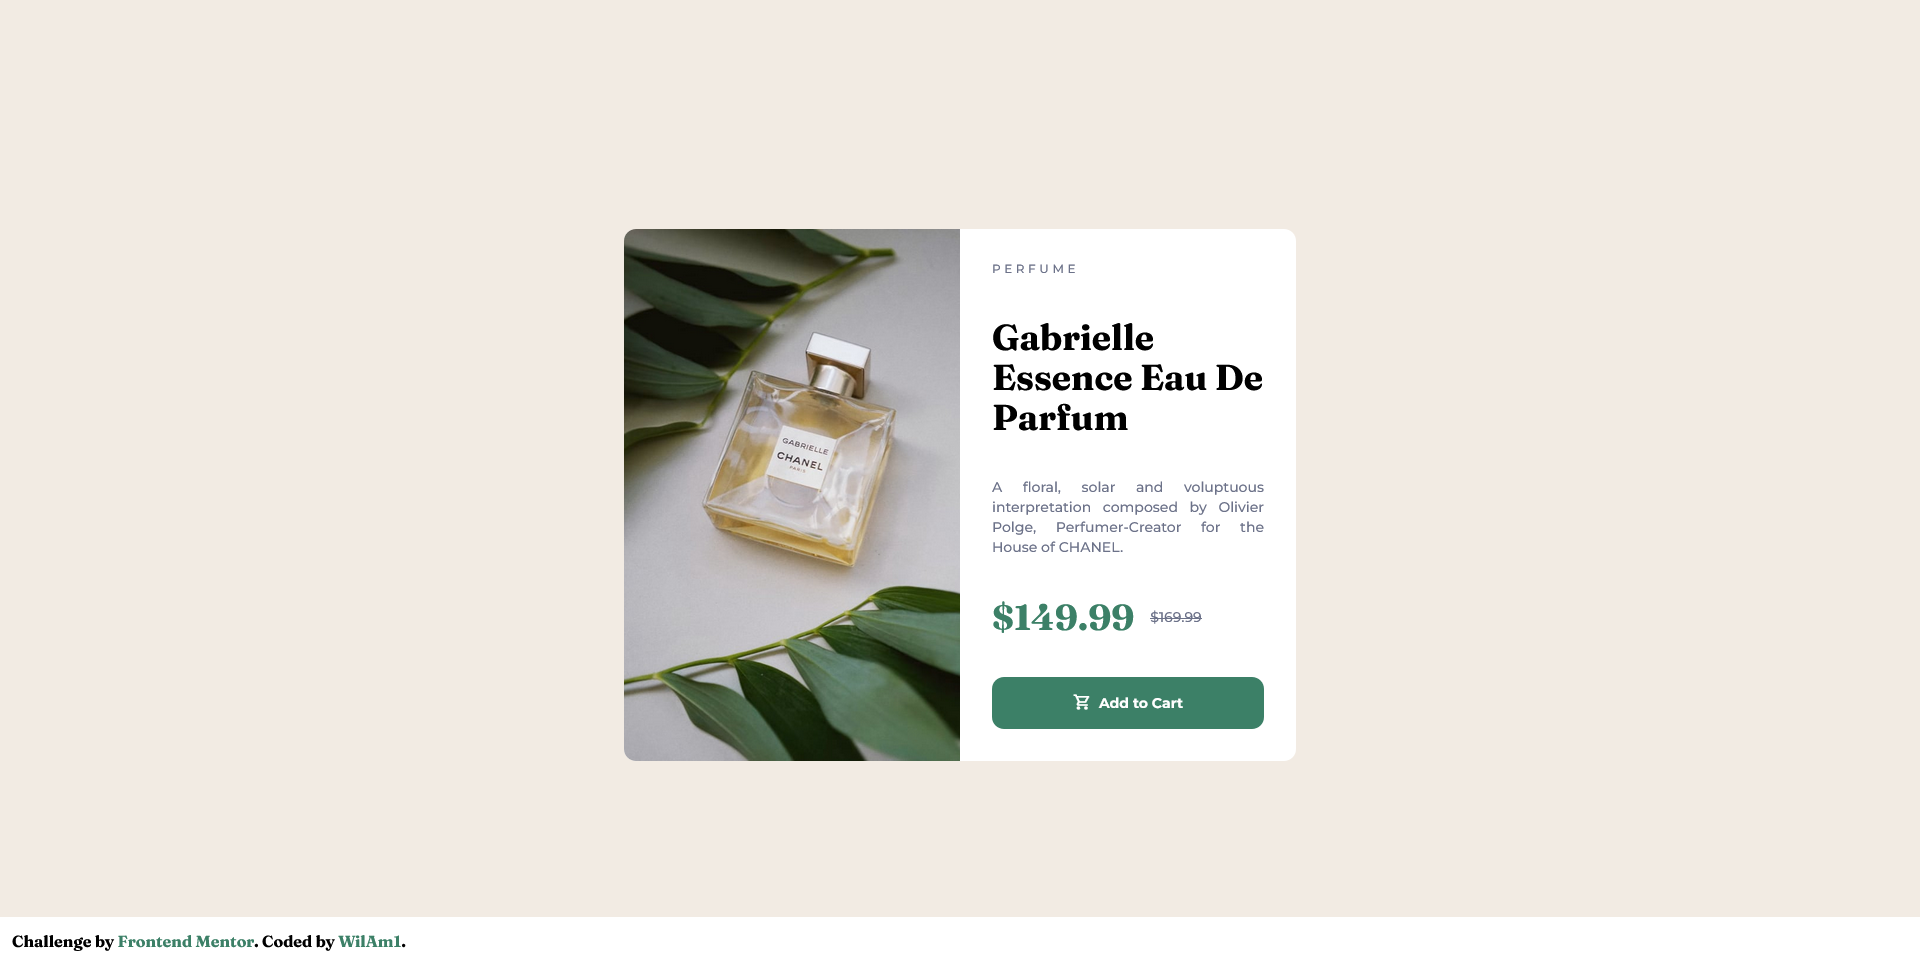 GABRIELLE
CHANEL
PARIS
PERFUME
Gabrielle
Essence Eau De
Parfum
A floral, solar and voluptuous
interpretation composed by Olivier
Polge, Perfumer-Creator for the
House of CHANEL.
$149.99 $169.99
Add to Cart
Challenge by Frontend Mentor. Coded by WilAm1.